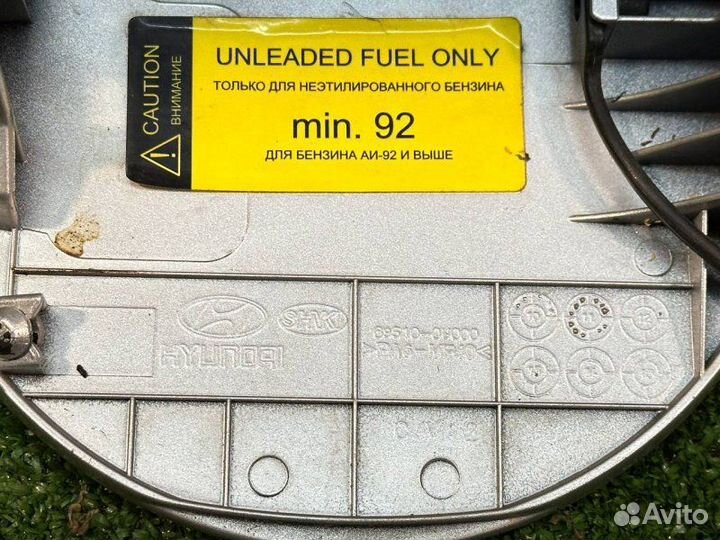 CAUTION
ВНИМАНИЕ
UNLEADED FUEL ONLY
ТОЛЬКО ДЛЯ НЕЭТИЛИРОВАННОГО БЕНЗИНА
min. 92
ДЛЯ БЕНЗИНА АИ-92 И ВЫШЕ
HYUNDAI
Avito